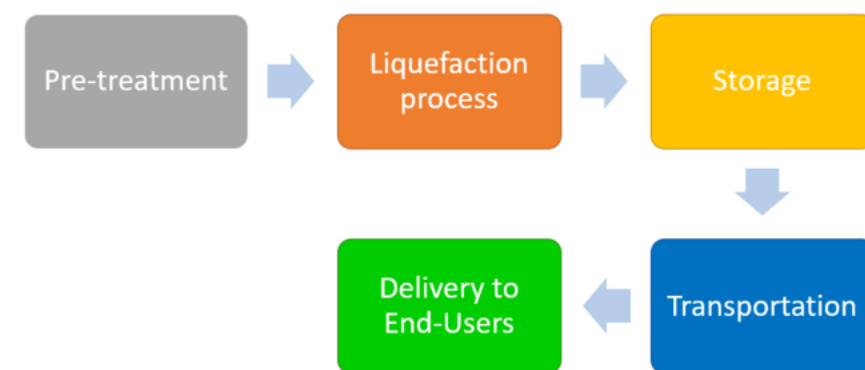 Pre-treatment
Liquefaction
process
Storage
Delivery to
End-Users
Transportation